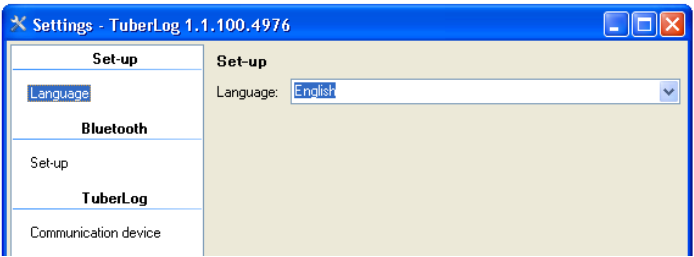 Settings - TuberLog 1.1.100.4976
Set-up
Language
Bluetooth
Set-up
TuberLog
Communication device
Set-up
Language: English